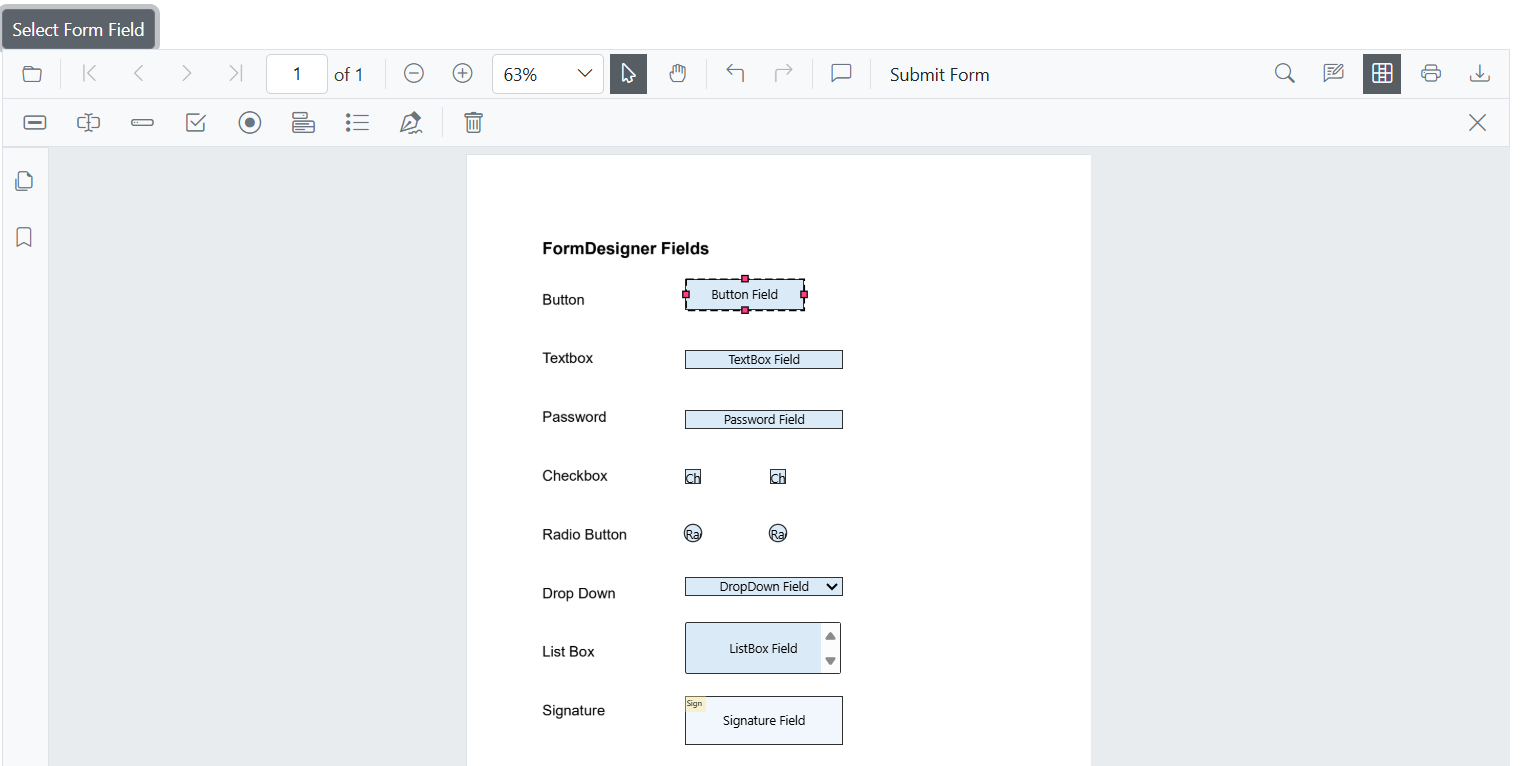 Select Form Field
1 of 1 63% Submit Form
FormDesigner Fields
Button Button Field
Textbox TextBox Field
Password Password Field
Checkbox Ch Ch
Radio Button Ra Ra
Drop Down DropDown Field
List Box ListBox Field
Sign
Signature Signature Field